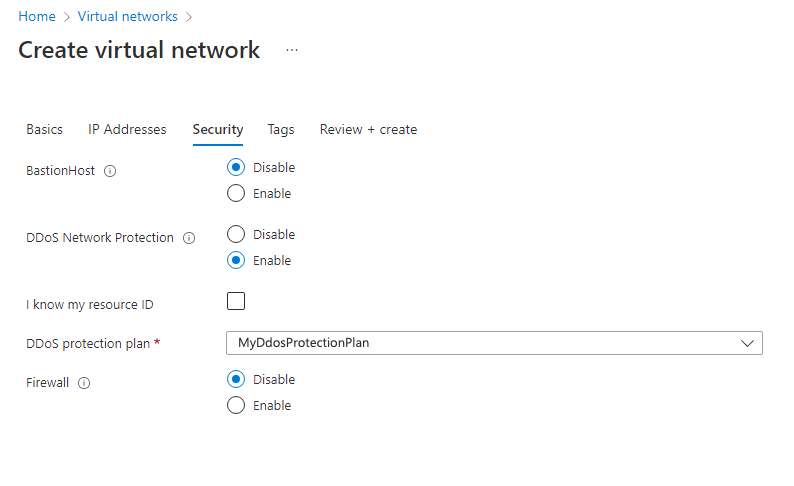 Home > Virtual networks >
Create virtual network ...
Basics IP Addresses Security Tags Review + create
BastionHost Disable
Enable
DDoS Network Protection Disable
Enable
I know my resource ID
DDoS protection plan * MyDdosProtectionPlan
Firewall Disable
Enable